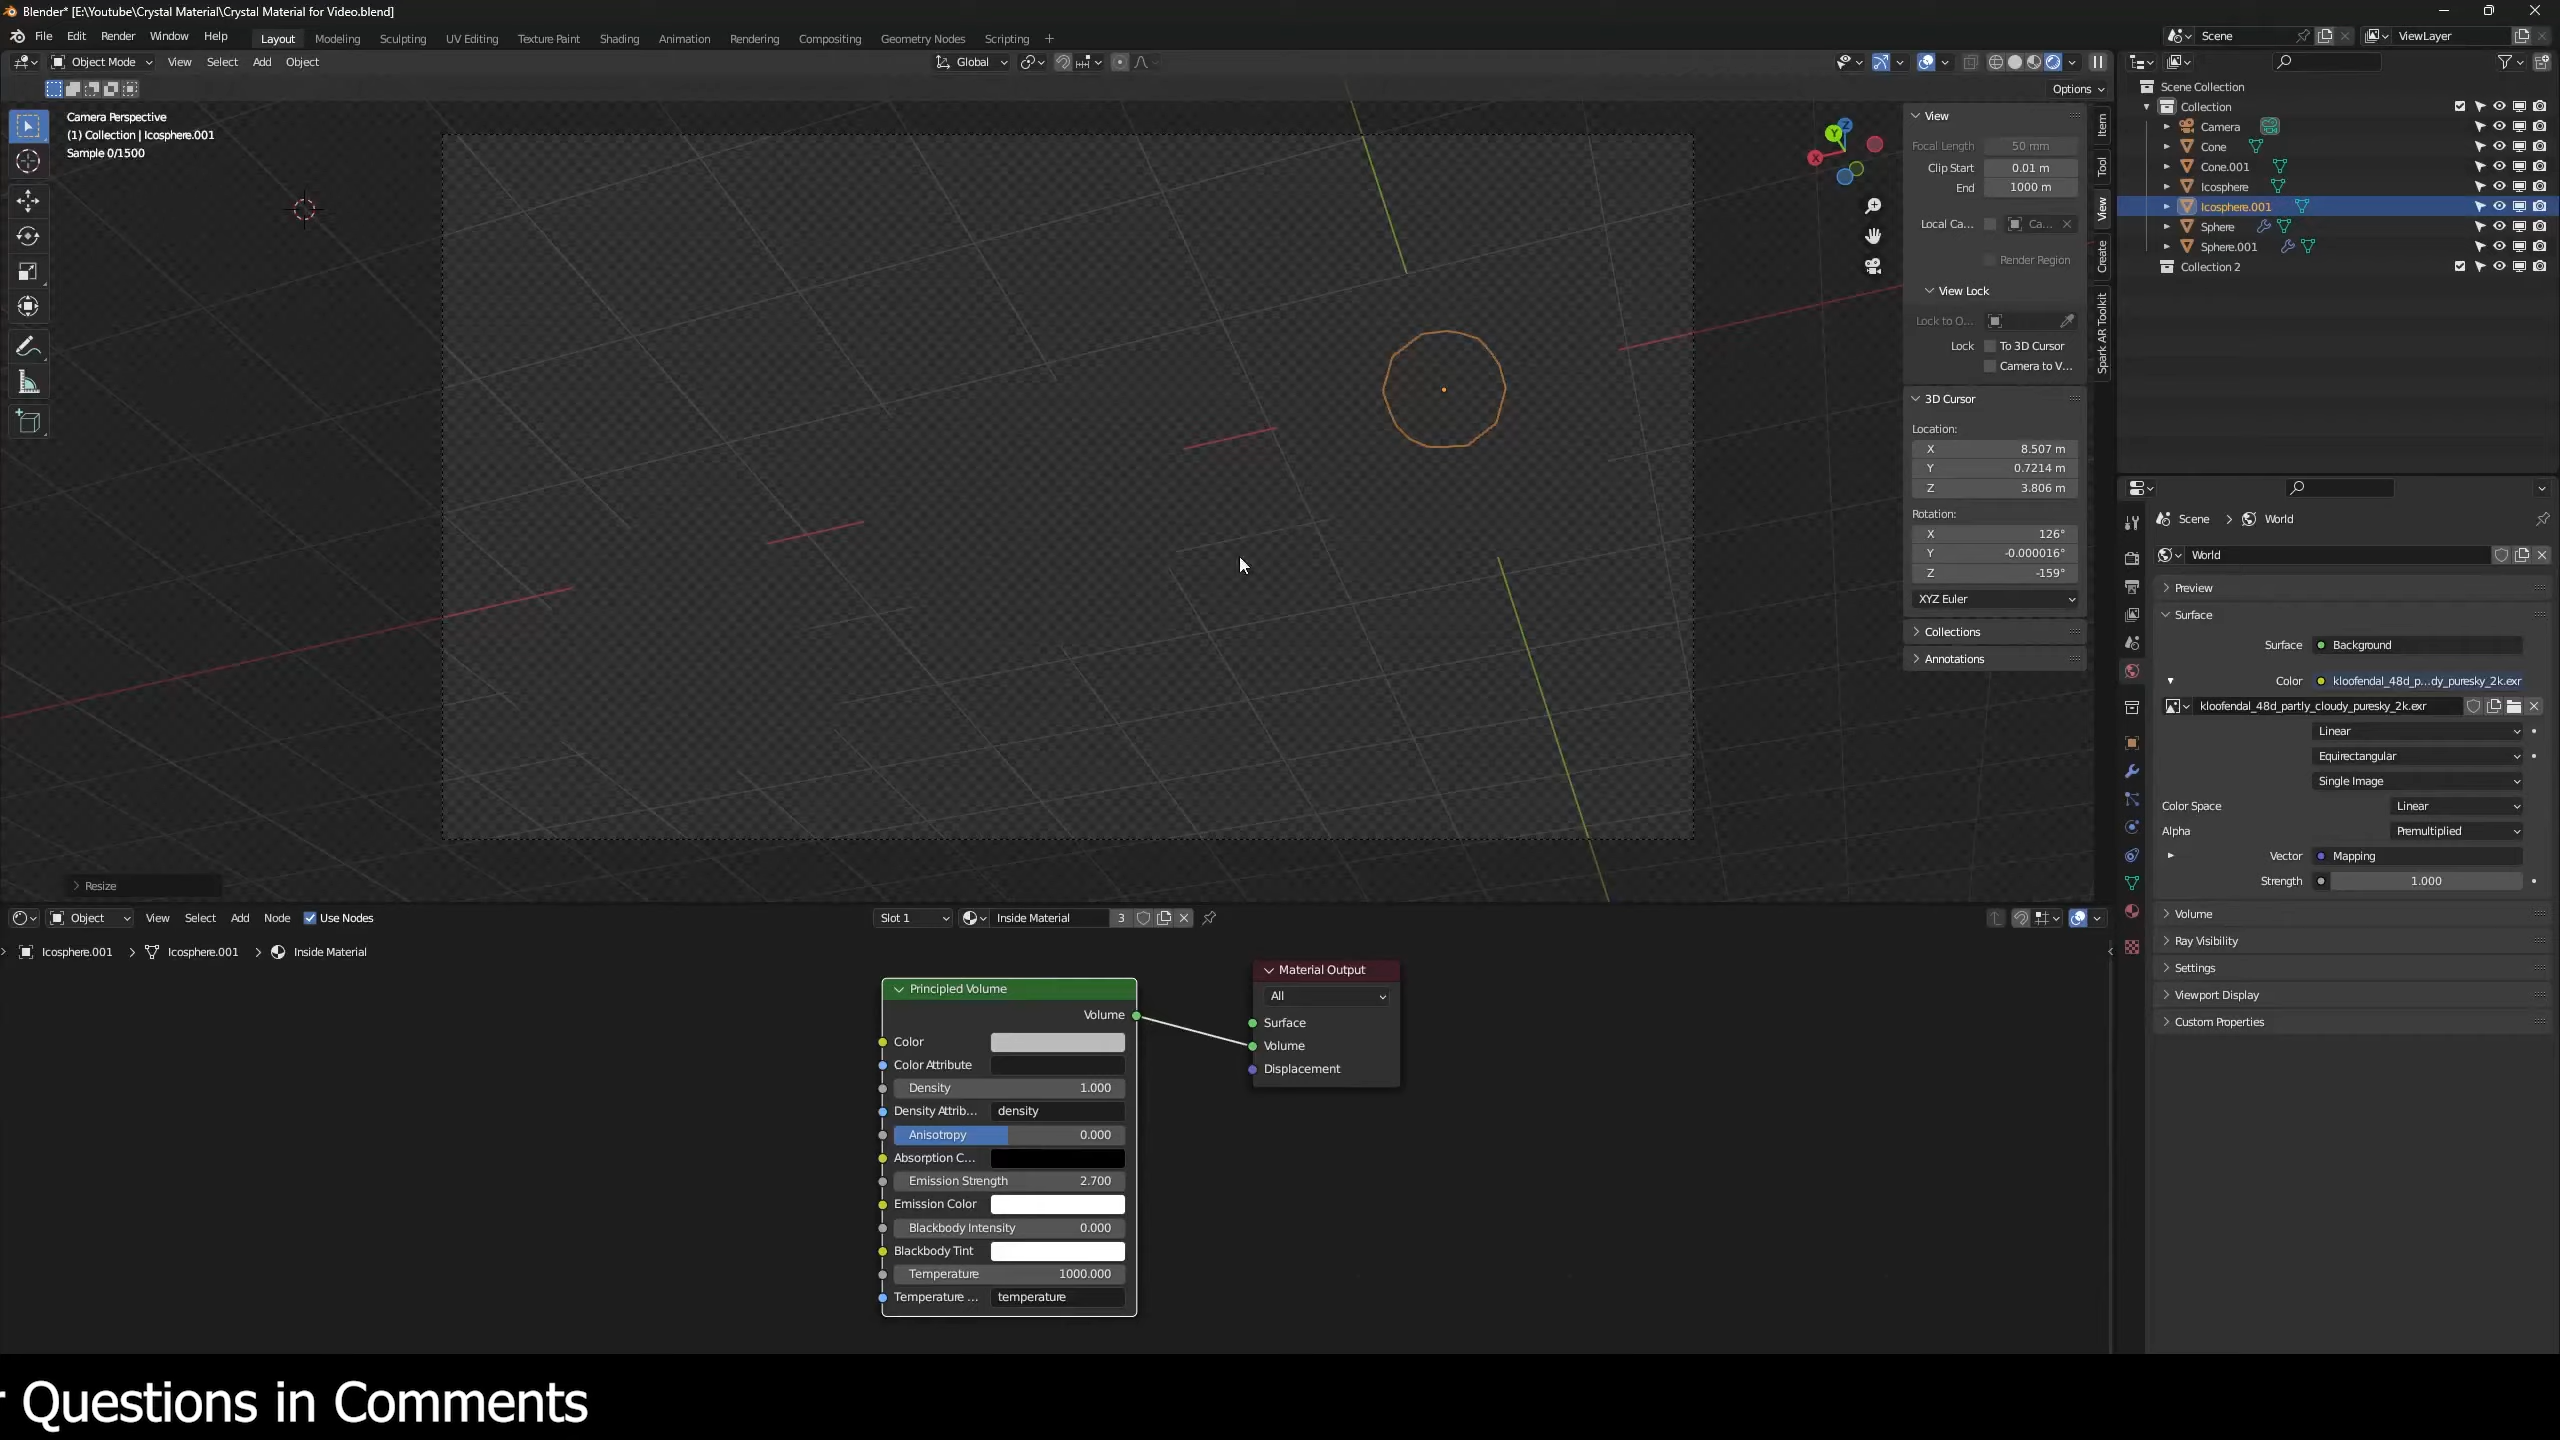 Blender* [E:\Youtube\Crystal Material\Crystal Material for Video.blend]
File Edit Render Window Help Layout Modeling Sculpting UV Editing Texture Paint Shading Animation Rendering Compositing Geometry Nodes Scripting + Scene ViewLayer
Object Mode View Select Add Object Global
Options
Camera Perspective
(1) Collection | Icosphere.001
Sample 0/1500
Z
Y
X
View
Focal Length 50 mm
Clip Start 0.01 m
End 1000 m
Local Ca... Ca...
Render Region
View Lock
Lock to O...
Lock To 3D Cursor
Camera to V...
3D Cursor
Location:
X 8.507 m
Y 0.7214 m
Z 3.806 m
Rotation:
X 126°
Y -0.000016°
Z -159°
XYZ Euler
Collections
Annotations
Item
Tool
View
Create
Spark AR Toolkit
Scene Collection
Collection
Camera
Cone
Cone.001
Icosphere
Icosphere.001
Sphere
Sphere.001
Collection 2
Scene > World
World
Preview
Surface
Surface Background
Color kloofendal_48d_p...dy_puresky_2k.exr
kloofendal_48d_partly_cloudy_puresky_2k.exr
Linear
Equirectangular
Single Image
Color Space Linear
Alpha Premultiplied
Vector Mapping
Strength 1.000
Volume
Ray Visibility
Settings
Viewport Display
Custom Properties
Resize
Object View Select Add Node Use Nodes Slot 1 Inside Material 3
Icosphere.001 > Icosphere.001 > Inside Material
Principled Volume
Volume
Color
Color Attribute
Density 1.000
Density Attrib... density
Anisotropy 0.000
Absorption C...
Emission Strength 2.700
Emission Color
Blackbody Intensity 0.000
Blackbody Tint
Temperature 1000.000
Temperature ... temperature
Material Output
All
Surface
Volume
Displacement
r Questions in Comments